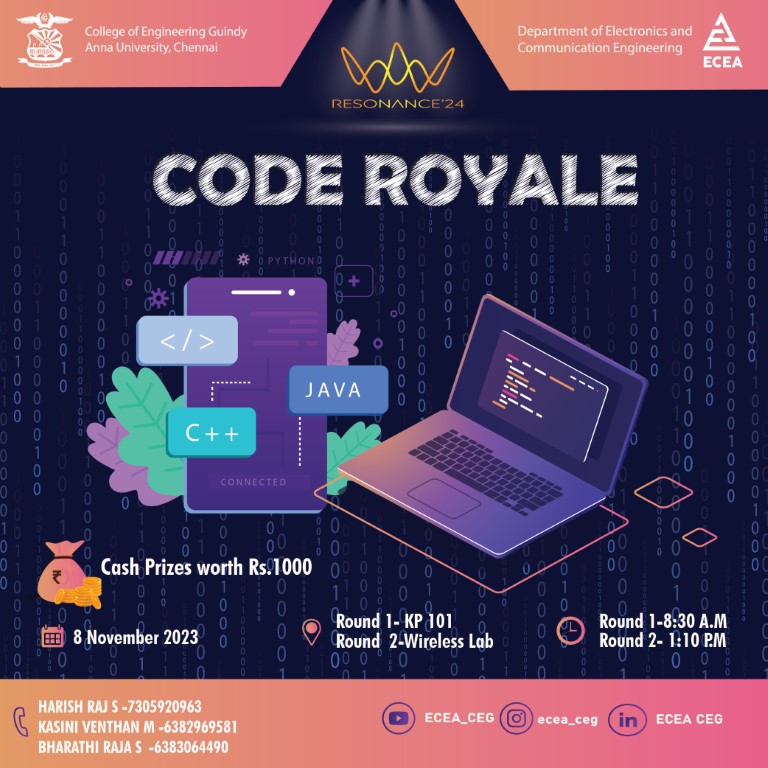 College of Engineering Guindy
Anna University, Chennai
Department of Electronics and
Communication Engineering
ECEA
RESONANCE'24
CODE ROYALE
PYTHON
</>
JAVA
C++
CONNECTED
₹
Cash Prizes worth Rs.1000
8 November 2023
Round 1- KP 101
Round 2-Wireless Lab
Round 1-8:30 A.M
Round 2- 1:10 P.M
HARISH RAJ S -7305920963
KASINI VENTHAN M -6382969581
BHARATHI RAJA S -6383064490
ECEA_CEG
ecea_ceg
in
ECEA CEG